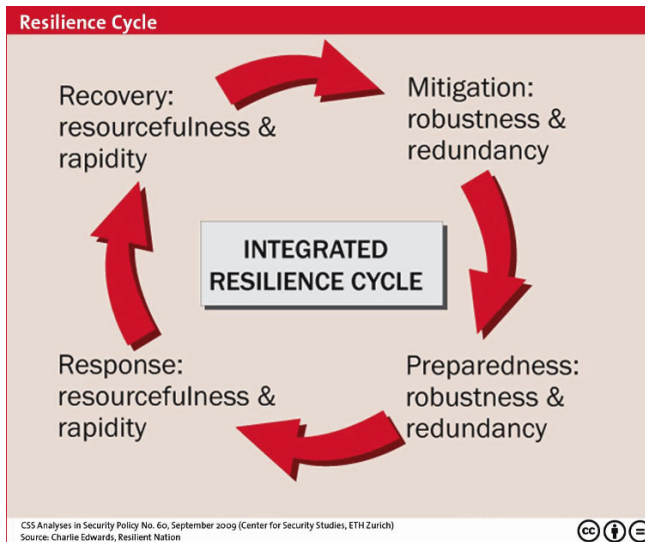 Resilience Cycle
Recovery:
resourcefulness &
rapidity
Mitigation:
robustness &
redundancy
INTEGRATED
RESILIENCE CYCLE
Response:
resourcefulness &
rapidity
Preparedness:
robustness &
redundancy
CSS Analyses in Security Policy No. 60, September 2009 (Center for Security Studies, ETH Zurich)
Source: Charlie Edwards, Resilient Nation
cc